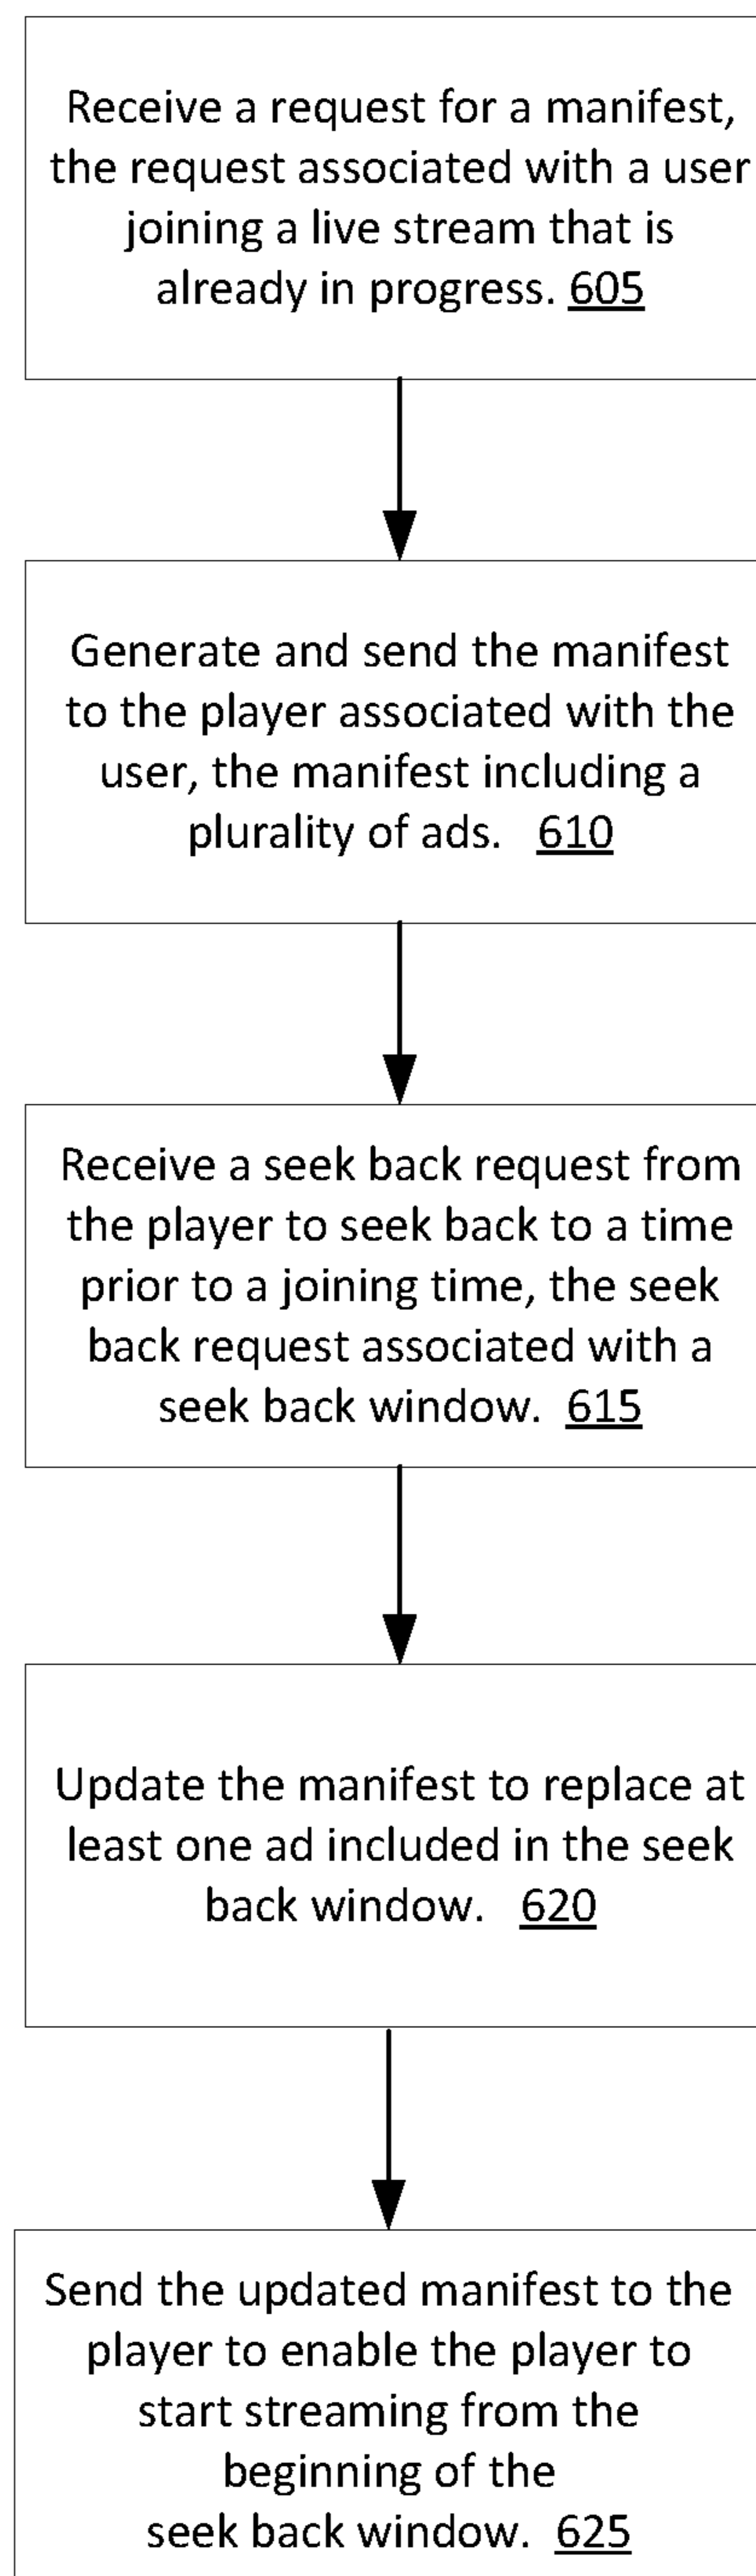 Receive a request for a manifest,
the request associated with a user
joining a live stream that is
already in progress. 605
Generate and send the manifest
to the player associated with the
user, the manifest including a
plurality of ads. 610
Receive a seek back request from
the player to seek back to a time
prior to a joining time, the seek
back request associated with a
seek back window. 615
Update the manifest to replace at
least one ad included in the seek
back window. 620
Send the updated manifest to the
player to enable the player to
start streaming from the
beginning of the
seek back window. 625